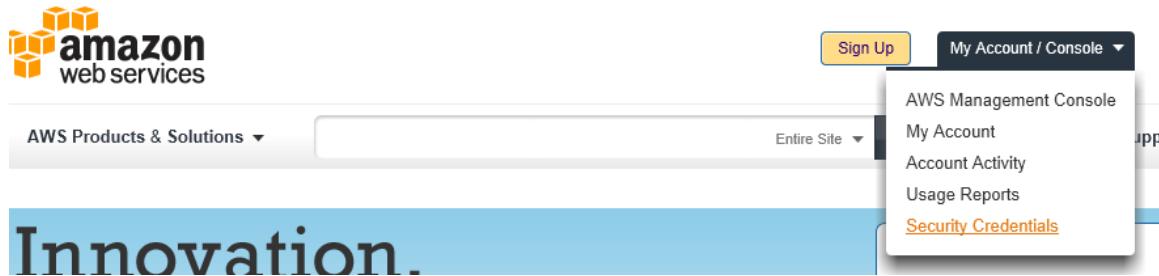 amazon
web services
Sign Up
My Account / Console
AWS Management Console
My Account
Account Activity
Usage Reports
Security Credentials
AWS Products & Solutions
Entire Site
Innovation.